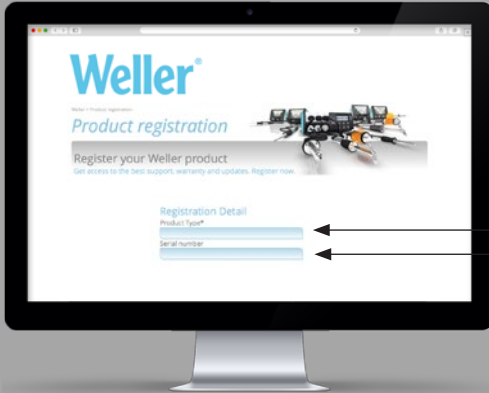 Weller®
Weller > Product registration
Product registration
Register your Weller product
Get access to the best support, warranty and updates. Register now.
Registration Detail
Product Type*
Serial number